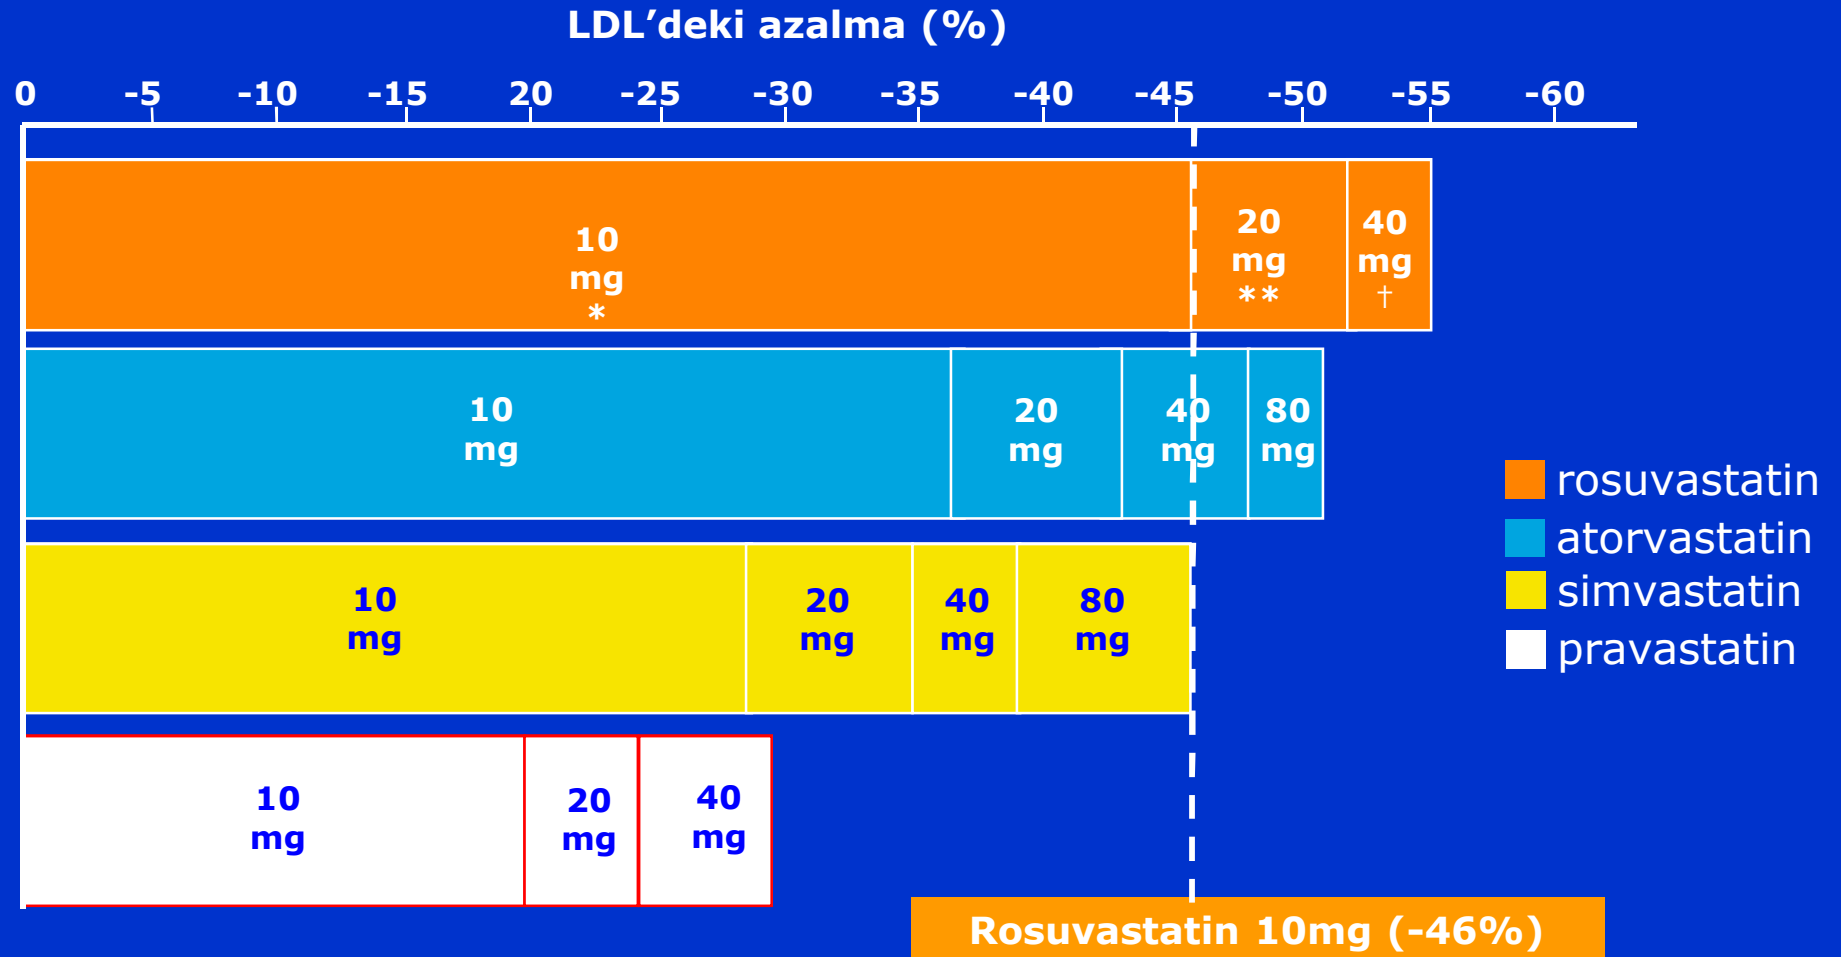 LDL’deki azalma (%)
0 -5 -10 -15 20 -25 -30 -35 -40 -45 -50 -55 -60
10
mg
*
20
mg
**
40
mg
†
10
mg
20
mg
40
mg
80
mg
10
mg
20
mg
40
mg
80
mg
10
mg
20
mg
40
mg
rosuvastatin
atorvastatin
simvastatin
pravastatin
Rosuvastatin 10mg (-46%)